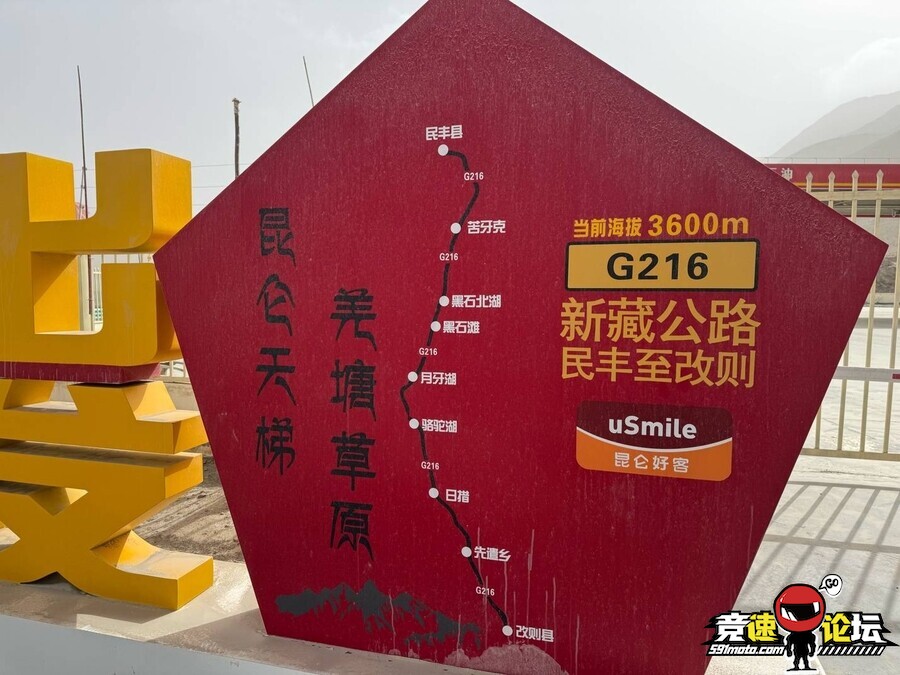 民丰县
G216
苦牙克
G216
黑石北湖
黑石滩
G216
月牙湖
骆驼湖
G216
日措
先遣乡
G216
改则县
昆仑天梯
羌塘草原
当前海拔 3600m
G216
新藏公路
民丰至改则
uSmile
昆仑好客
油
GO
竞速论坛
591moto.com